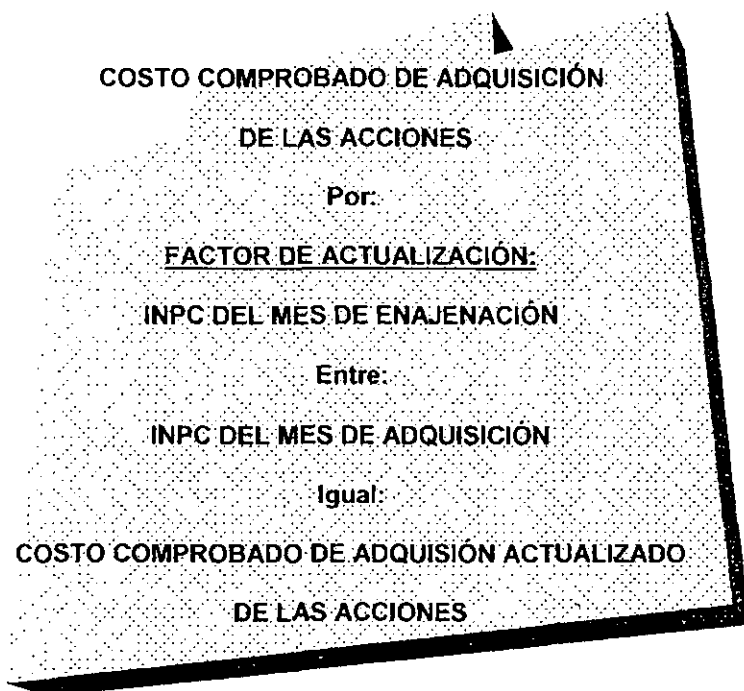 COSTO COMPROBADO DE ADQUISICIÓN
DE LAS ACCIONES
Por:
FACTOR DE ACTUALIZACIÓN:
INPC DEL MES DE ENAJENACIÓN
Entre:
INPC DEL MES DE ADQUISICIÓN
Igual:
COSTO COMPROBADO DE ADQUISIÓN ACTUALIZADO
DE LAS ACCIONES